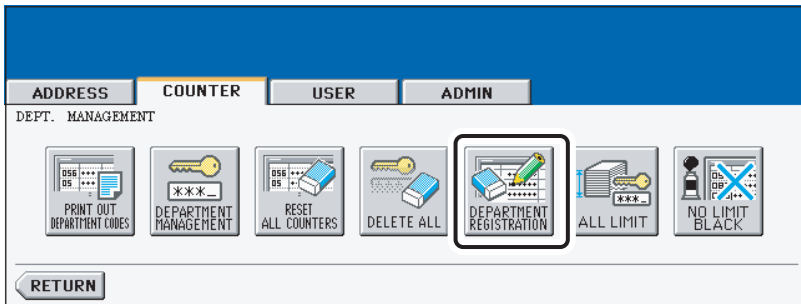 ADDRESS COUNTER USER ADMIN
DEPT. MANAGEMENT
PRINT OUT
DEPARTMENT CODES
DEPARTMENT
MANAGEMENT
RESET
ALL COUNTERS
DELETE ALL
DEPARTMENT
REGISTRATION
ALL LIMIT
NO LIMIT
BLACK
RETURN